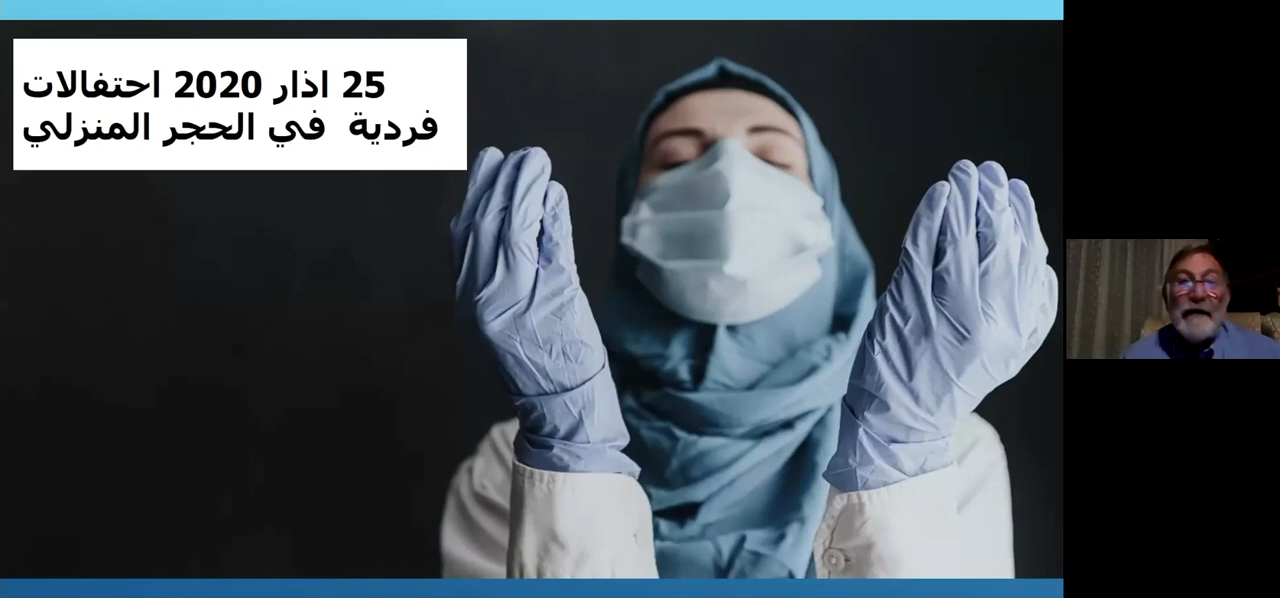 25 اذار 2020 احتفالات
فردية في الحجر المنزلي